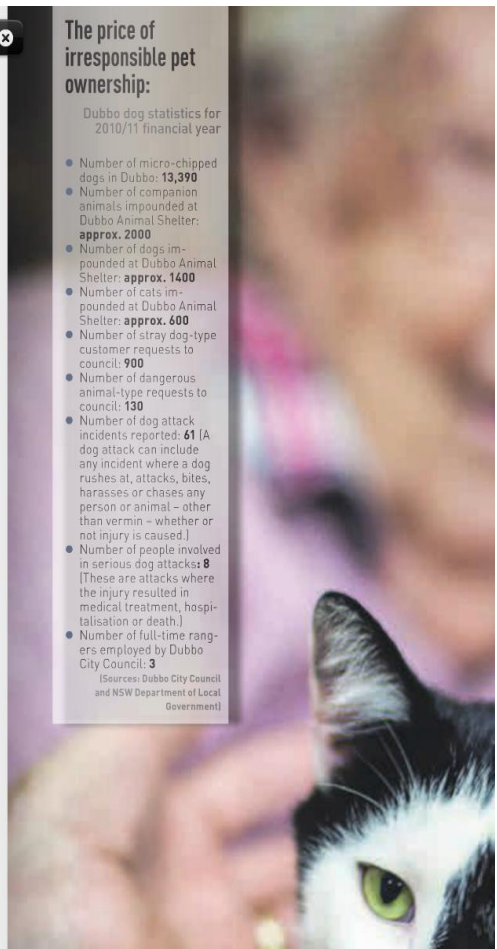 The price of
irresponsible pet
ownership:
Dubbo dog statistics for
2010/11 financial year
● Number of micro-chipped
dogs in Dubbo: 13,390
● Number of companion
animals impounded at
Dubbo Animal Shelter:
approx. 2000
● Number of dogs im-
pounded at Dubbo Animal
Shelter: approx. 1400
● Number of cats im-
pounded at Dubbo Animal
Shelter: approx. 600
● Number of stray dog-type
customer requests to
council: 900
● Number of dangerous
animal-type requests to
council: 130
● Number of dog attack
incidents reported: 61 (A
dog attack can include
any incident where a dog
rushes at, attacks, bites,
harasses or chases any
person or animal – other
than vermin – whether or
not injury is caused.)
● Number of people involved
in serious dog attacks: 8
(These are attacks where
the injury resulted in
medical treatment, hospi-
talisation or death.)
● Number of full-time rang-
ers employed by Dubbo
City Council: 3
(Sources: Dubbo City Council
and NSW Department of Local
Government)